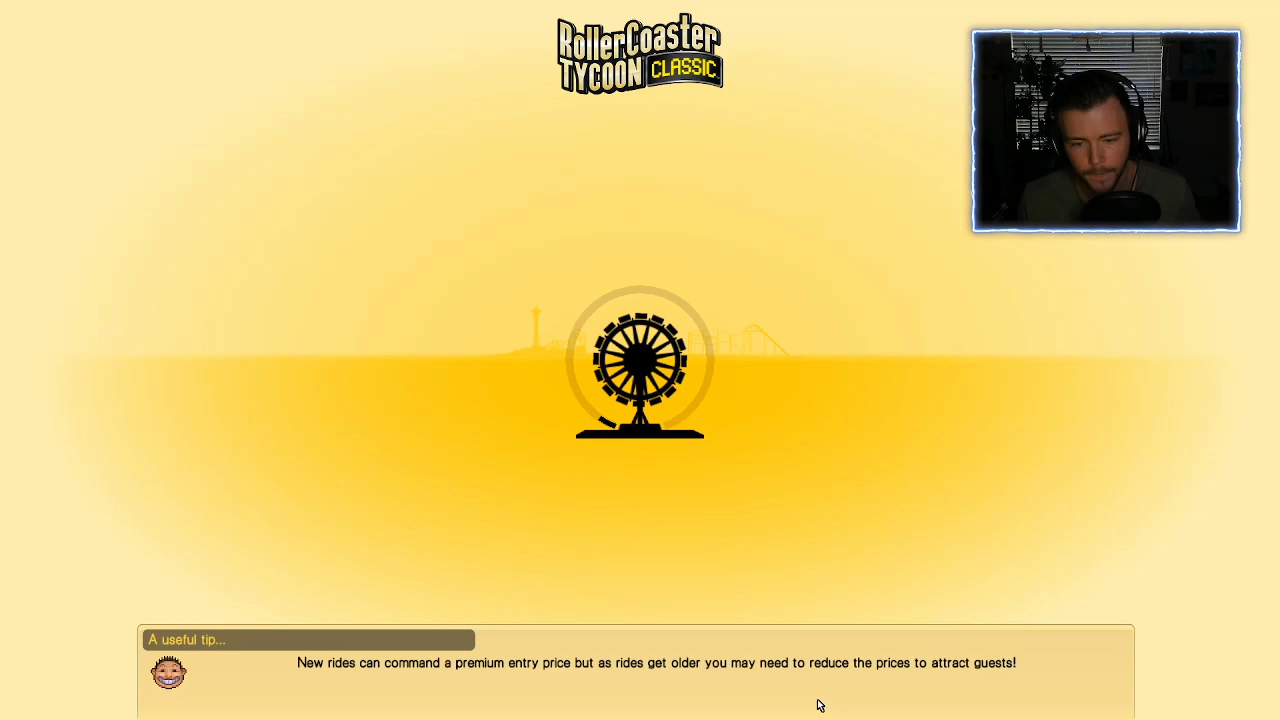 RollerCoaster
TYCOON CLASSIC
A useful tip...
New rides can command a premium entry price but as rides get older you may need to reduce the prices to attract guests!